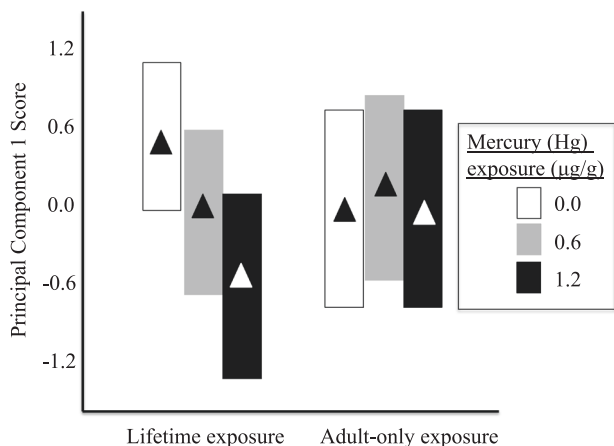 Principal Component 1 Score
1.2
0.6
0.0
-0.6
-1.2
Lifetime exposure
Adult-only exposure
Mercury (Hg)
exposure (μg/g)
0.0
0.6
1.2